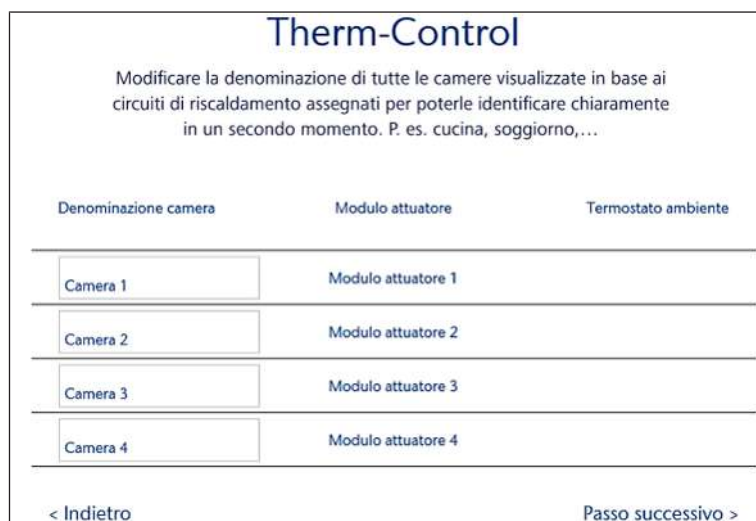 Therm-Control
Modificare la denominazione di tutte le camere visualizzate in base ai
circuiti di riscaldamento assegnati per poterle identificare chiaramente
in un secondo momento. P. es. cucina, soggiorno,...
Denominazione camera Modulo attuatore Termostato ambiente
Camera 1 Modulo attuatore 1
Camera 2 Modulo attuatore 2
Camera 3 Modulo attuatore 3
Camera 4 Modulo attuatore 4
< Indietro Passo successivo >